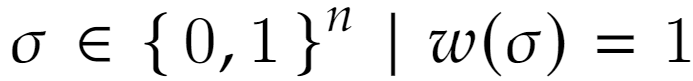 σ ∈ { 0, 1 }ⁿ | w(σ) = 1